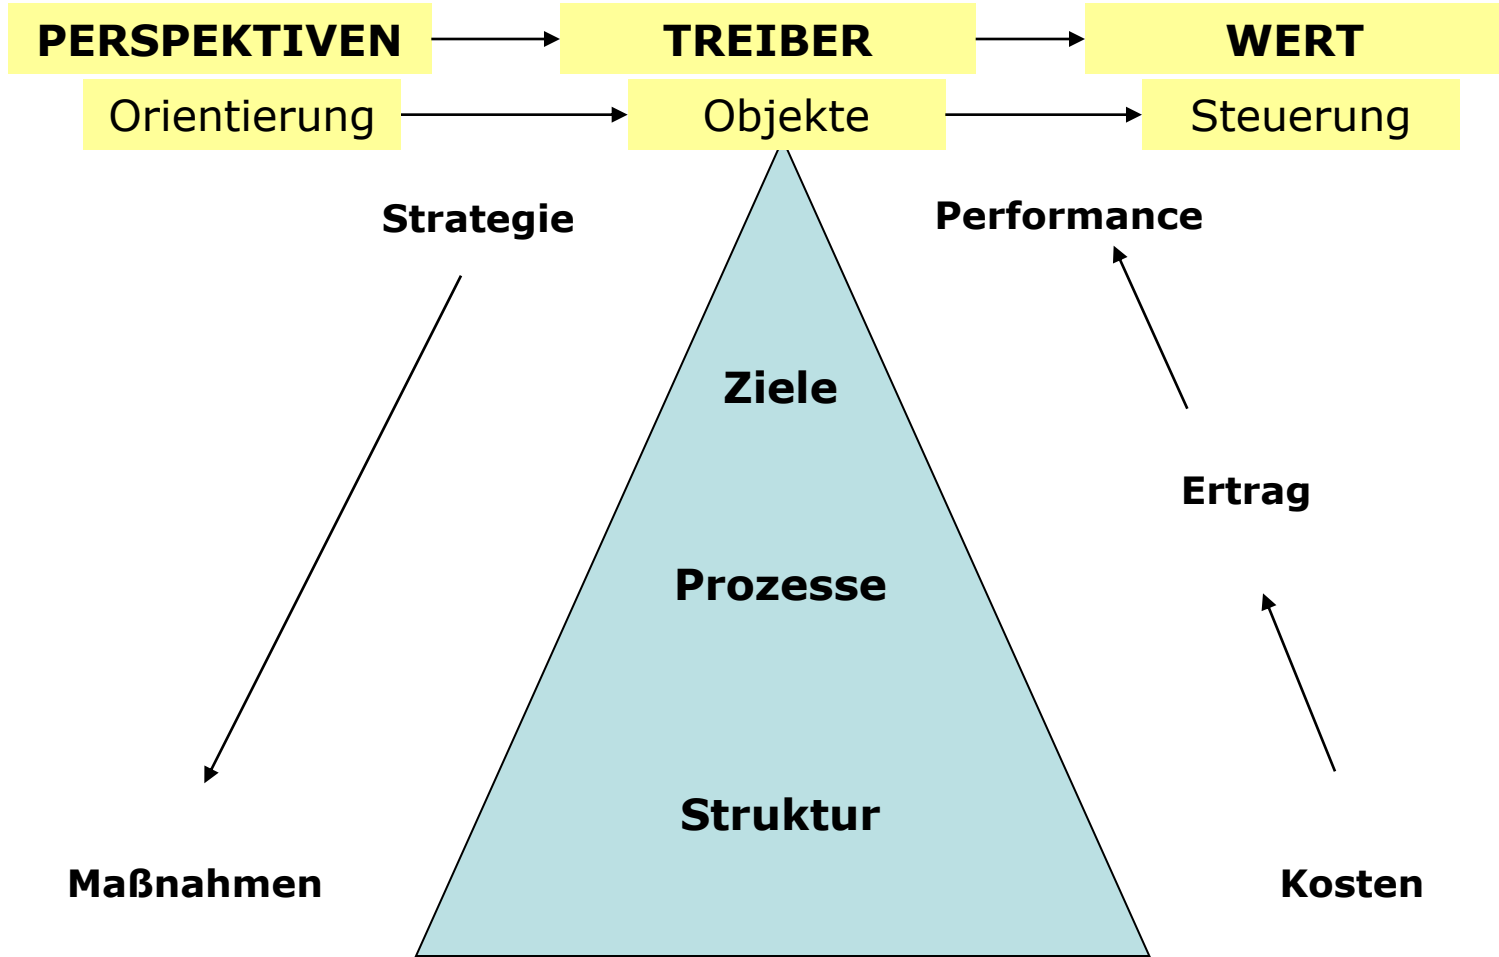 PERSPEKTIVEN TREIBER WERT
Orientierung Objekte Steuerung
Strategie Performance
Ziele
Ertrag
Prozesse
Struktur
Maßnahmen Kosten